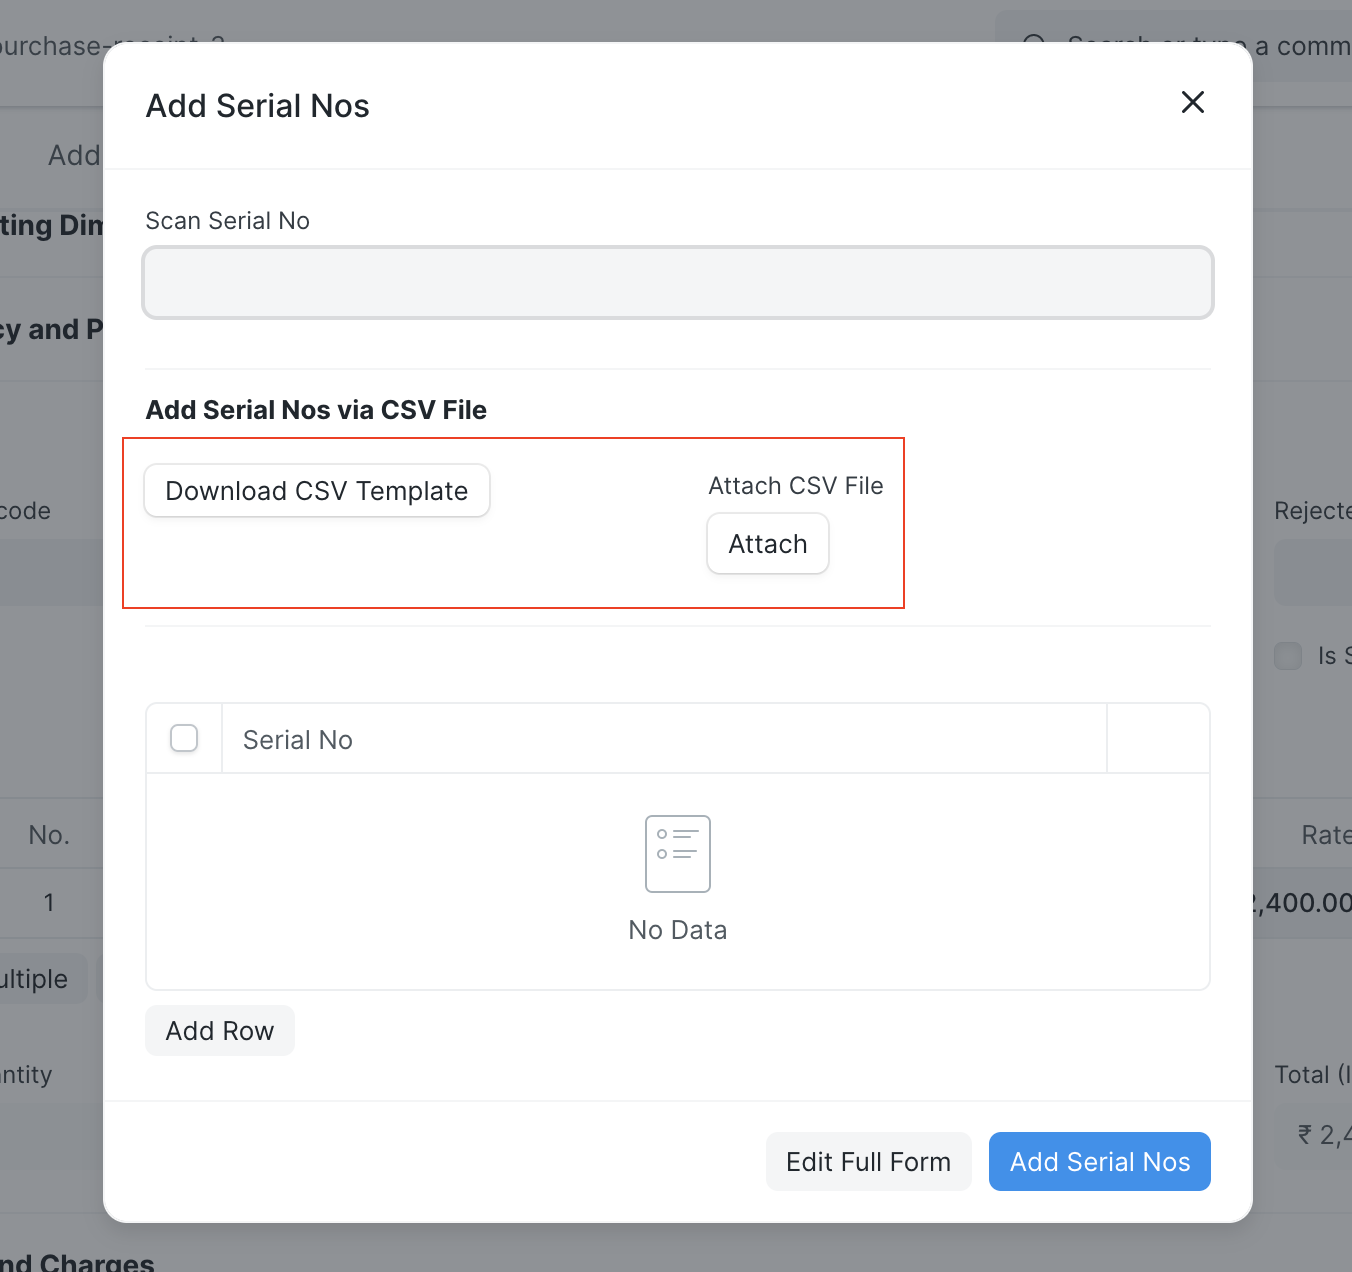 purchase-receipt-2
Search or type a comm
Add Serial Nos
Add
Scan Serial No
ting Dim
cy and P
Add Serial Nos via CSV File
Download CSV Template
Attach CSV File
Attach
code
Rejecte
Is S
Serial No
No Data
No.
Rate
1
2,400.00
ultiple
Add Row
ntity
Total (I
₹ 2,4
Edit Full Form
Add Serial Nos
nd Charges